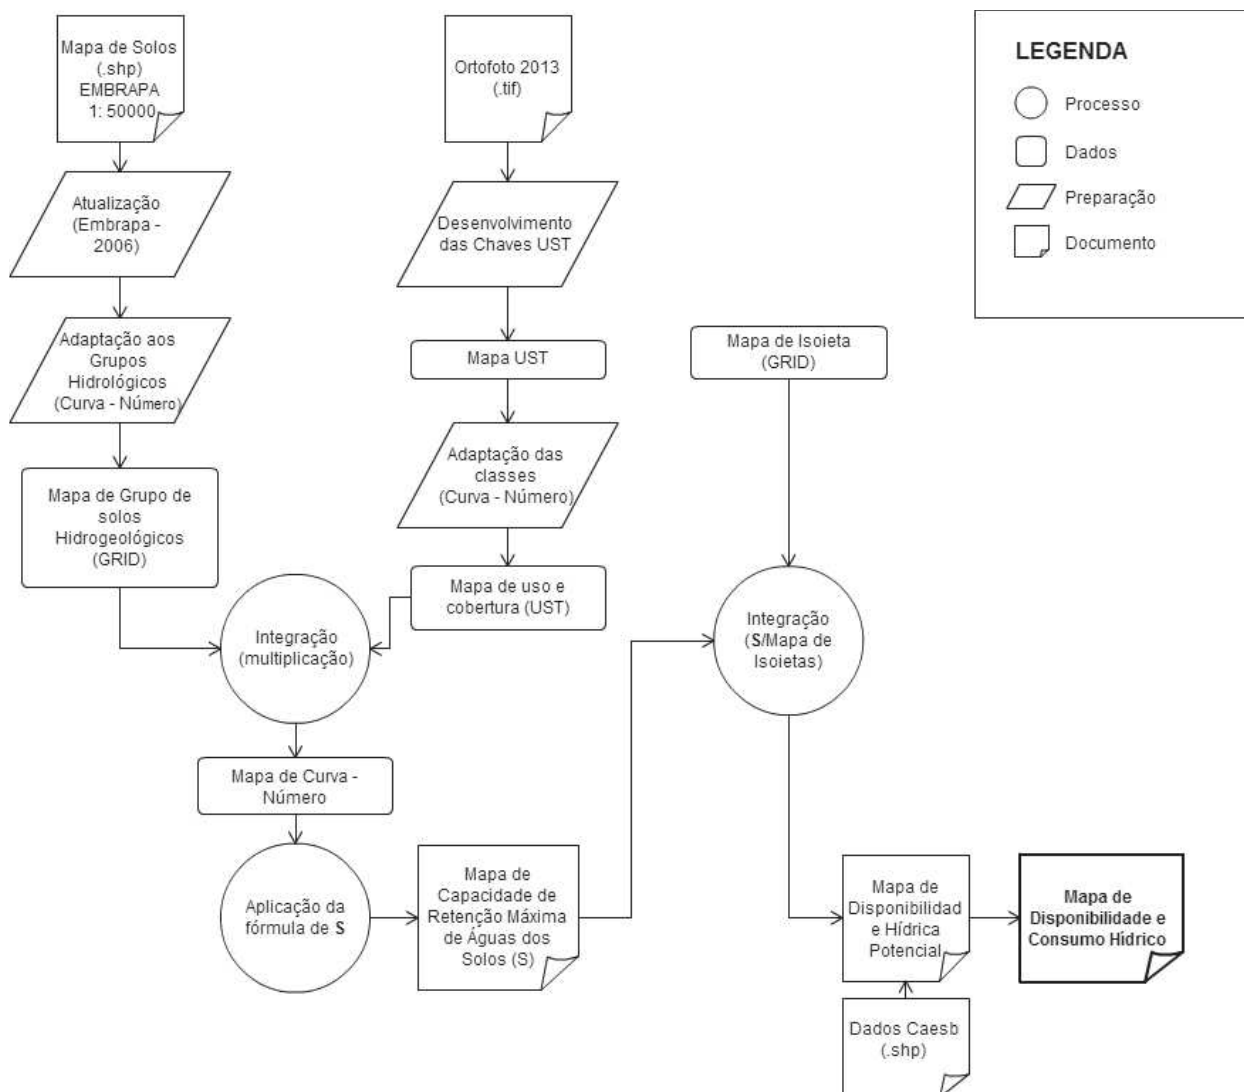 Mapa de Solos
(.shp)
EMBRAPA
1: 50000
Atualização
(Embrapa -
2006)
Adaptação aos
Grupos
Hidrológicos
(Curva - Número)
Mapa de Grupo de
solos
Hidrogeológicos
(GRID)
Ortofoto 2013
(.tif)
Desenvolvimento
das Chaves UST
Mapa UST
Adaptação das
classes
(Curva - Número)
Mapa de uso e
cobertura (UST)
Integração
(multiplicação)
Mapa de Curva -
Número
Aplicação da
fórmula de S
Mapa de
Capacidade de
Retenção Máxima
de Águas dos
Solos (S)
Mapa de Isoieta
(GRID)
Integração
(S/Mapa de
Isoietas)
Mapa de
Disponibilidad
e Hídrica
Potencial
Dados Caesb
(.shp)
Mapa de
Disponibilidade e
Consumo Hídrico
LEGENDA
Processo
Dados
Preparação
Documento